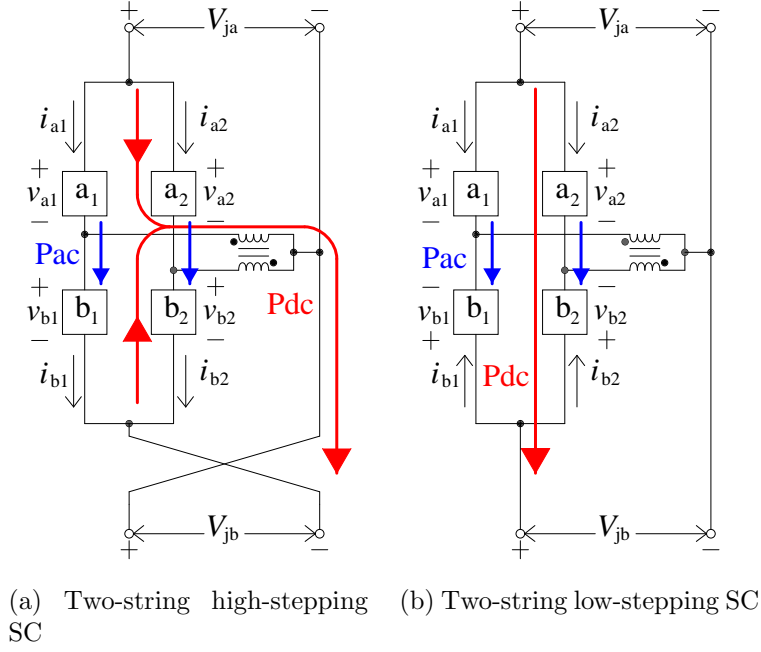 + V_ja − + V_ja −
i_a1 i_a2 i_a1 i_a2
+ + + +
v_a1 a_1 a_2 v_a2 v_a1 a_1 a_2 v_a2
− − − −
Pac Pac
+ + − −
v_b1 b_1 b_2 v_b2 Pdc v_b1 b_1 b_2 v_b2
− − + +
i_b1 i_b2 i_b1 Pdc i_b2
V_jb V_jb
+ − + −
(a) Two-string high-stepping SC
(b) Two-string low-stepping SC